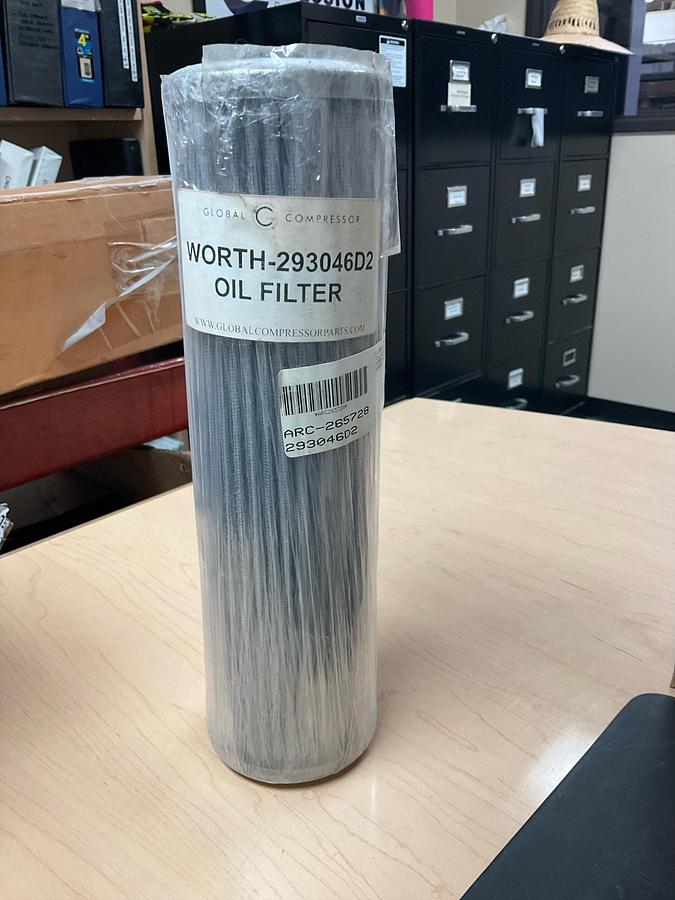 GLOBAL C COMPRESSOR
WORTH-293046D2
OIL FILTER
WWW.GLOBALCOMPRESSORPARTS.COM
ARC-265728
293046D2